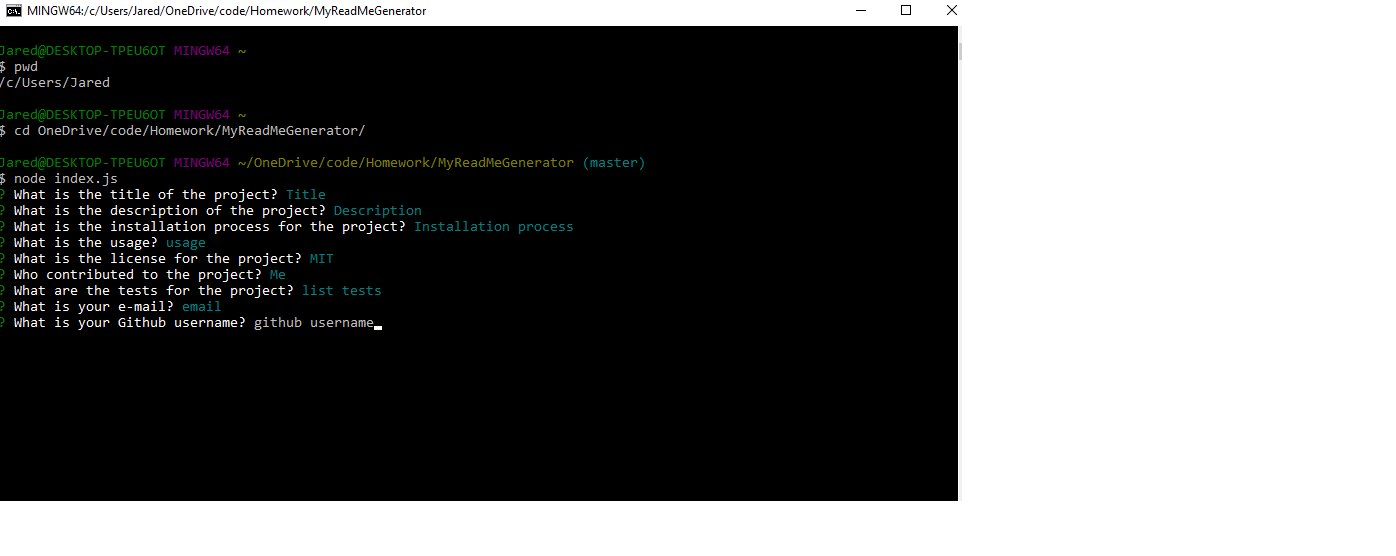 MINGW64:/c/Users/Jared/OneDrive/code/Homework/MyReadMeGenerator
Jared@DESKTOP-TPEU6OT MINGW64 ~
$ pwd
/c/Users/Jared
Jared@DESKTOP-TPEU6OT MINGW64 ~
$ cd OneDrive/code/Homework/MyReadMeGenerator/
Jared@DESKTOP-TPEU6OT MINGW64 ~/OneDrive/code/Homework/MyReadMeGenerator (master)
$ node index.js
? What is the title of the project? Title
? What is the description of the project? Description
? What is the installation process for the project? Installation process
? What is the usage? usage
? What is the license for the project? MIT
? Who contributed to the project? Me
? What are the tests for the project? list tests
? What is your e-mail? email
? What is your Github username? github username